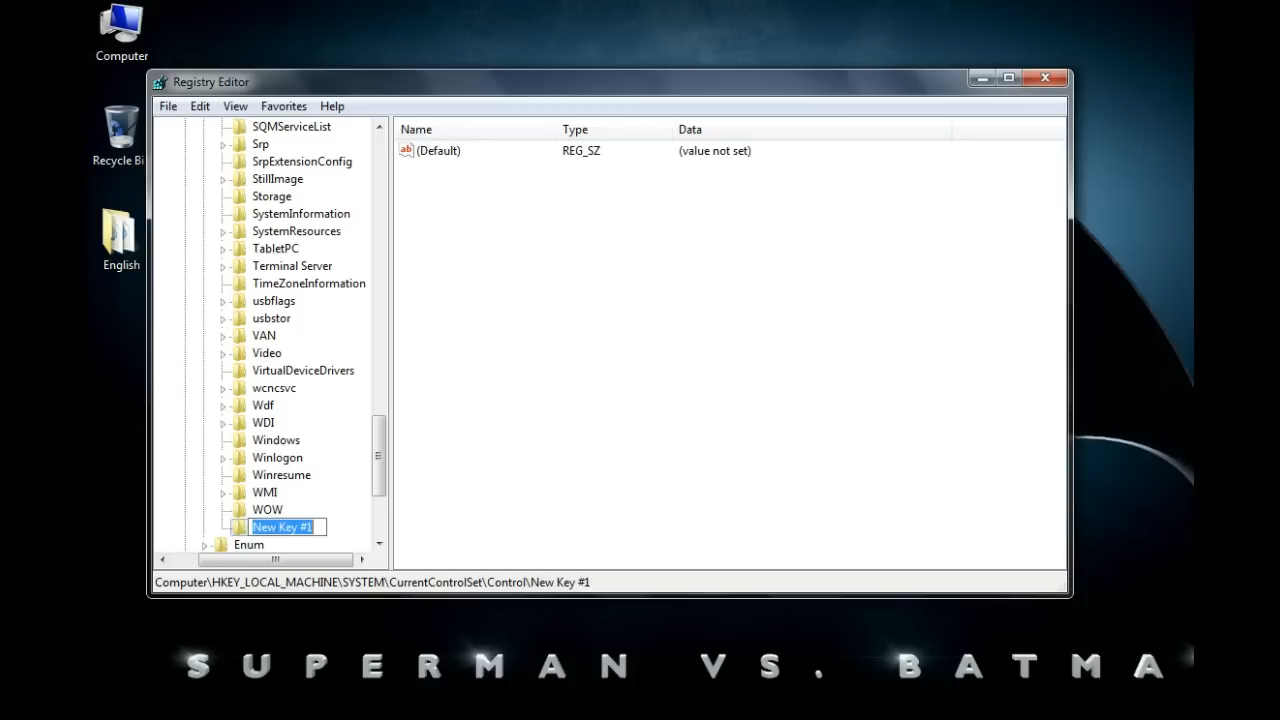 Computer
Recycle Bi
English
Registry Editor
File Edit View Favorites Help
SQMServiceList
Srp
SrpExtensionConfig
StillImage
Storage
SystemInformation
SystemResources
TabletPC
Terminal Server
TimeZoneInformation
usbflags
usbstor
VAN
Video
VirtualDeviceDrivers
wcncsvc
Wdf
WDI
Windows
Winlogon
Winresume
WMI
WOW
New Key #1
Enum
Name Type Data
ab (Default) REG_SZ (value not set)
Computer\HKEY_LOCAL_MACHINE\SYSTEM\CurrentControlSet\Control\New Key #1
SUPERMAN VS. BATMA